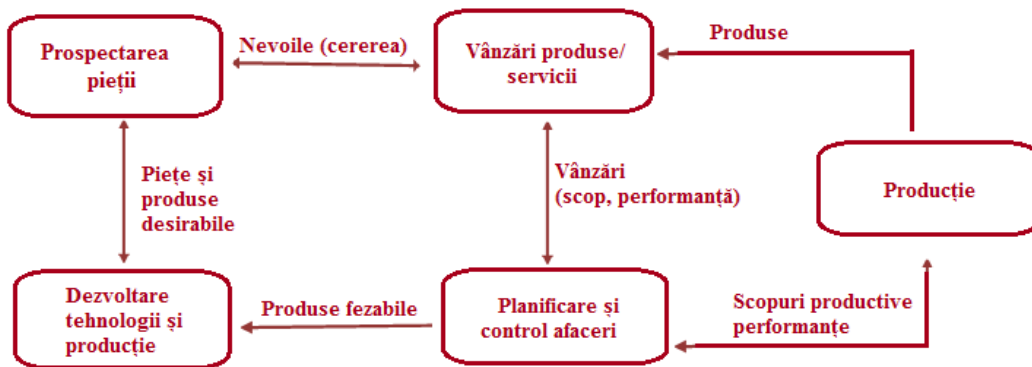 Prospectarea
pieții
Nevoile (cererea)
Vânzări produse/
servicii
Produse
Piețe și
produse
desirabile
Vânzări
(scop, performanță)
Producție
Dezvoltare
tehnologii și
producție
Produse fezabile
Planificare și
control afaceri
Scopuri productive
performanțe